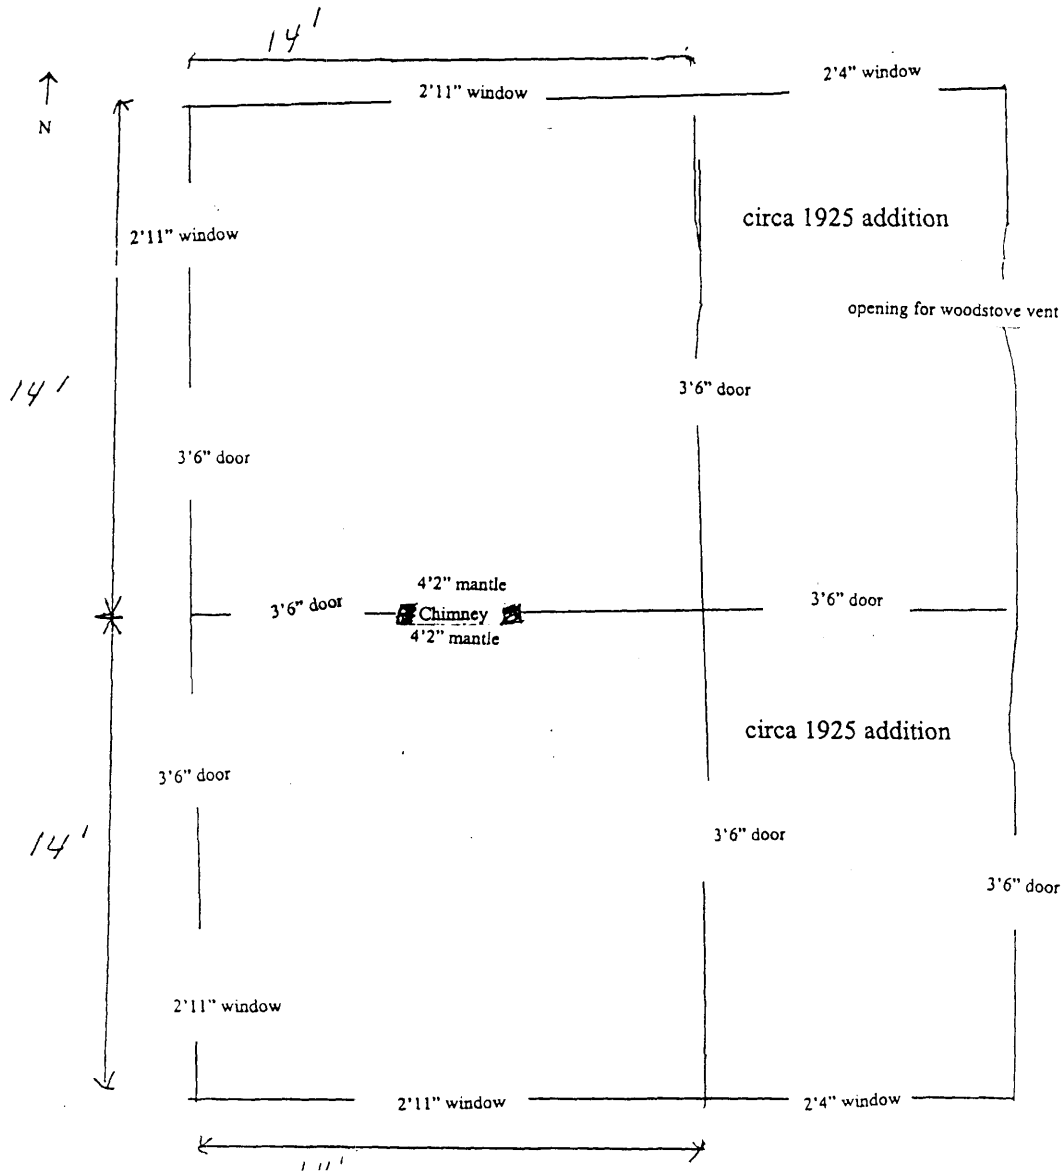 14'
2'11" window
2'4" window
N
circa 1925 addition
2'11" window
opening for woodstove vent
14'
3'6" door
3'6" door
4'2" mantle
3'6" door
Chimney
3'6" door
4'2" mantle
circa 1925 addition
3'6" door
14'
3'6" door
3'6" door
2'11" window
2'11" window
2'4" window